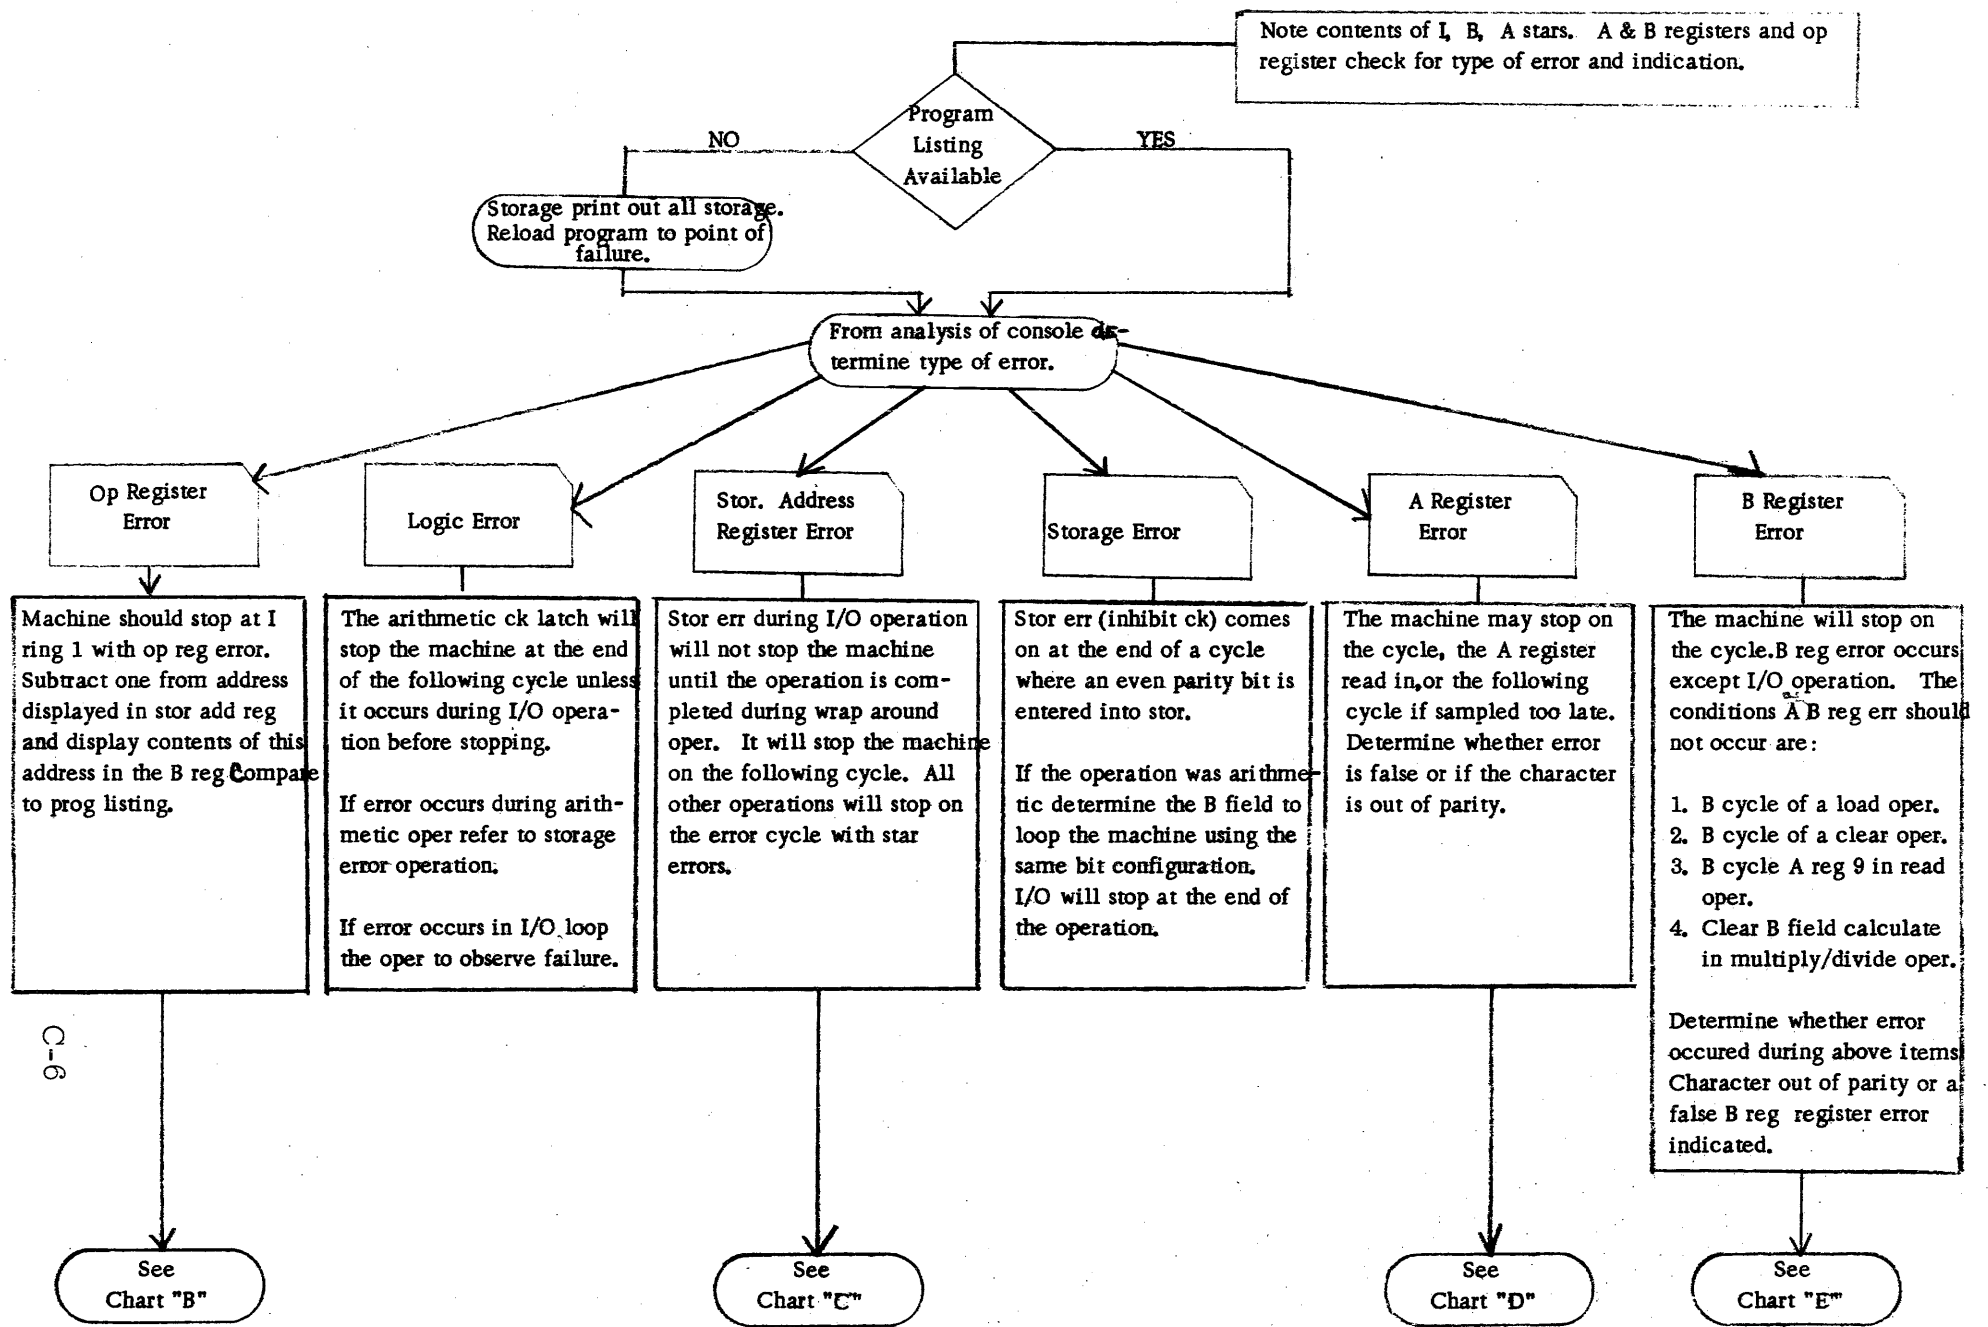 Note contents of I, B, A stars. A & B registers and op
register check for type of error and indication.
Program
Listing
Available
NO
YES
Storage print out all storage.
Reload program to point of
failure.
From analysis of console de-
termine type of error.
Op Register
Error
Logic Error
Stor. Address
Register Error
Storage Error
A Register
Error
B Register
Error
Machine should stop at I
ring 1 with op reg error.
Subtract one from address
displayed in stor add reg
and display contents of this
address in the B reg Compare
to prog listing.
The arithmetic ck latch will
stop the machine at the end
of the following cycle unless
it occurs during I/O opera-
tion before stopping.
If error occurs during arith-
metic oper refer to storage
error operation.
If error occurs in I/O loop
the oper to observe failure.
Stor err during I/O operation
will not stop the machine
until the operation is com-
pleted during wrap around
oper. It will stop the machine
on the following cycle. All
other operations will stop on
the error cycle with star
errors.
Stor err (inhibit ck) comes
on at the end of a cycle
where an even parity bit is
entered into stor.
If the operation was arithme-
tic determine the B field to
loop the machine using the
same bit configuration.
I/O will stop at the end of
the operation.
The machine may stop on
the cycle, the A register
read in,or the following
cycle if sampled too late.
Determine whether error
is false or if the character
is out of parity.
The machine will stop on
the cycle.B reg error occurs
except I/O operation. The
conditions A B reg err should
not occur are:
1. B cycle of a load oper.
2. B cycle of a clear oper.
3. B cycle A reg 9 in read
oper.
4. Clear B field calculate
in multiply/divide oper.
Determine whether error
occured during above items
Character out of parity or a
false B reg register error
indicated.
C-6
See
Chart "B"
See
Chart "C"
See
Chart "D"
See
Chart "E"